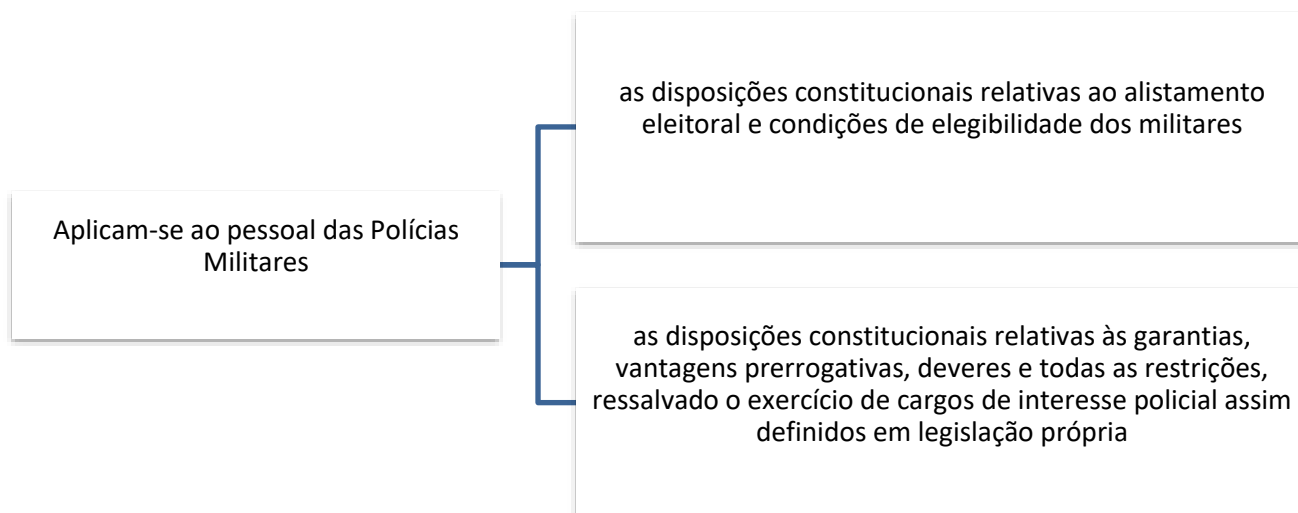 Aplicam-se ao pessoal das Polícias
Militares
as disposições constitucionais relativas ao alistamento
eleitoral e condições de elegibilidade dos militares
as disposições constitucionais relativas às garantias,
vantagens prerrogativas, deveres e todas as restrições,
ressalvado o exercício de cargos de interesse policial assim
definidos em legislação própria